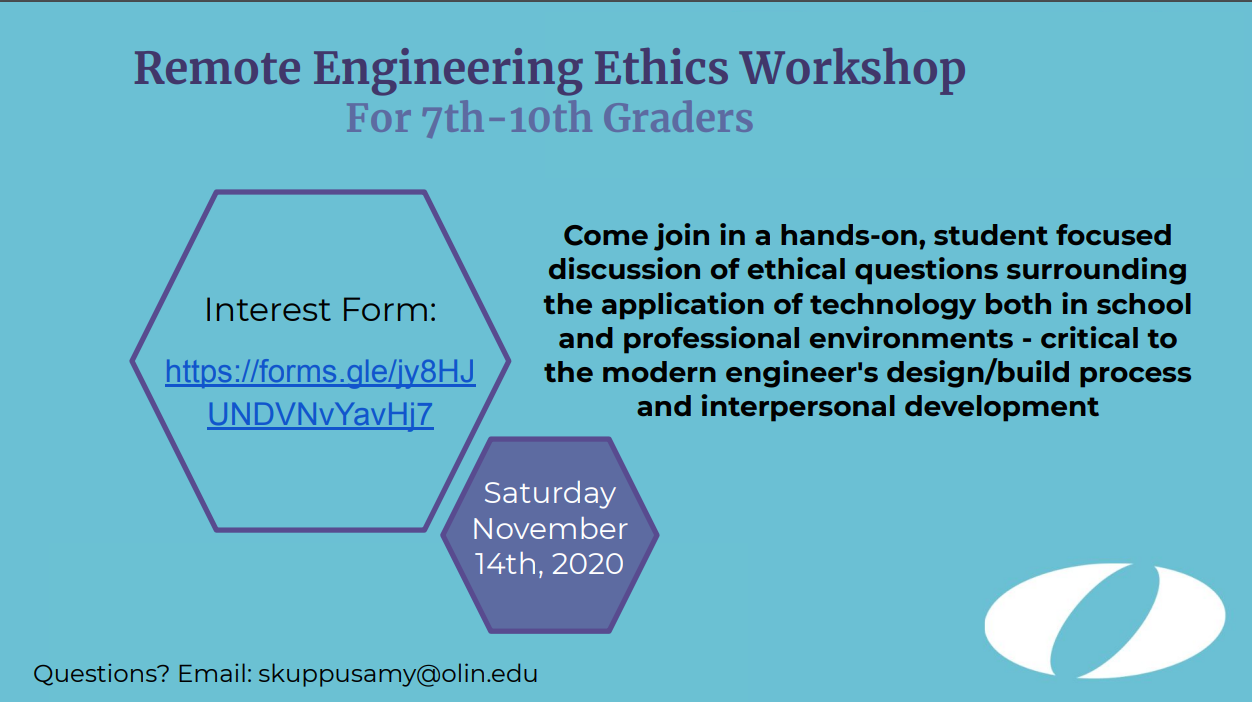 Remote Engineering Ethics Workshop
For 7th-10th Graders
Interest Form:
https://forms.gle/jy8HJ
UNDVNvYavHj7
Come join in a hands-on, student focused
discussion of ethical questions surrounding
the application of technology both in school
and professional environments - critical to
the modern engineer's design/build process
and interpersonal development
Saturday
November
14th, 2020
Questions? Email: skuppusamy@olin.edu